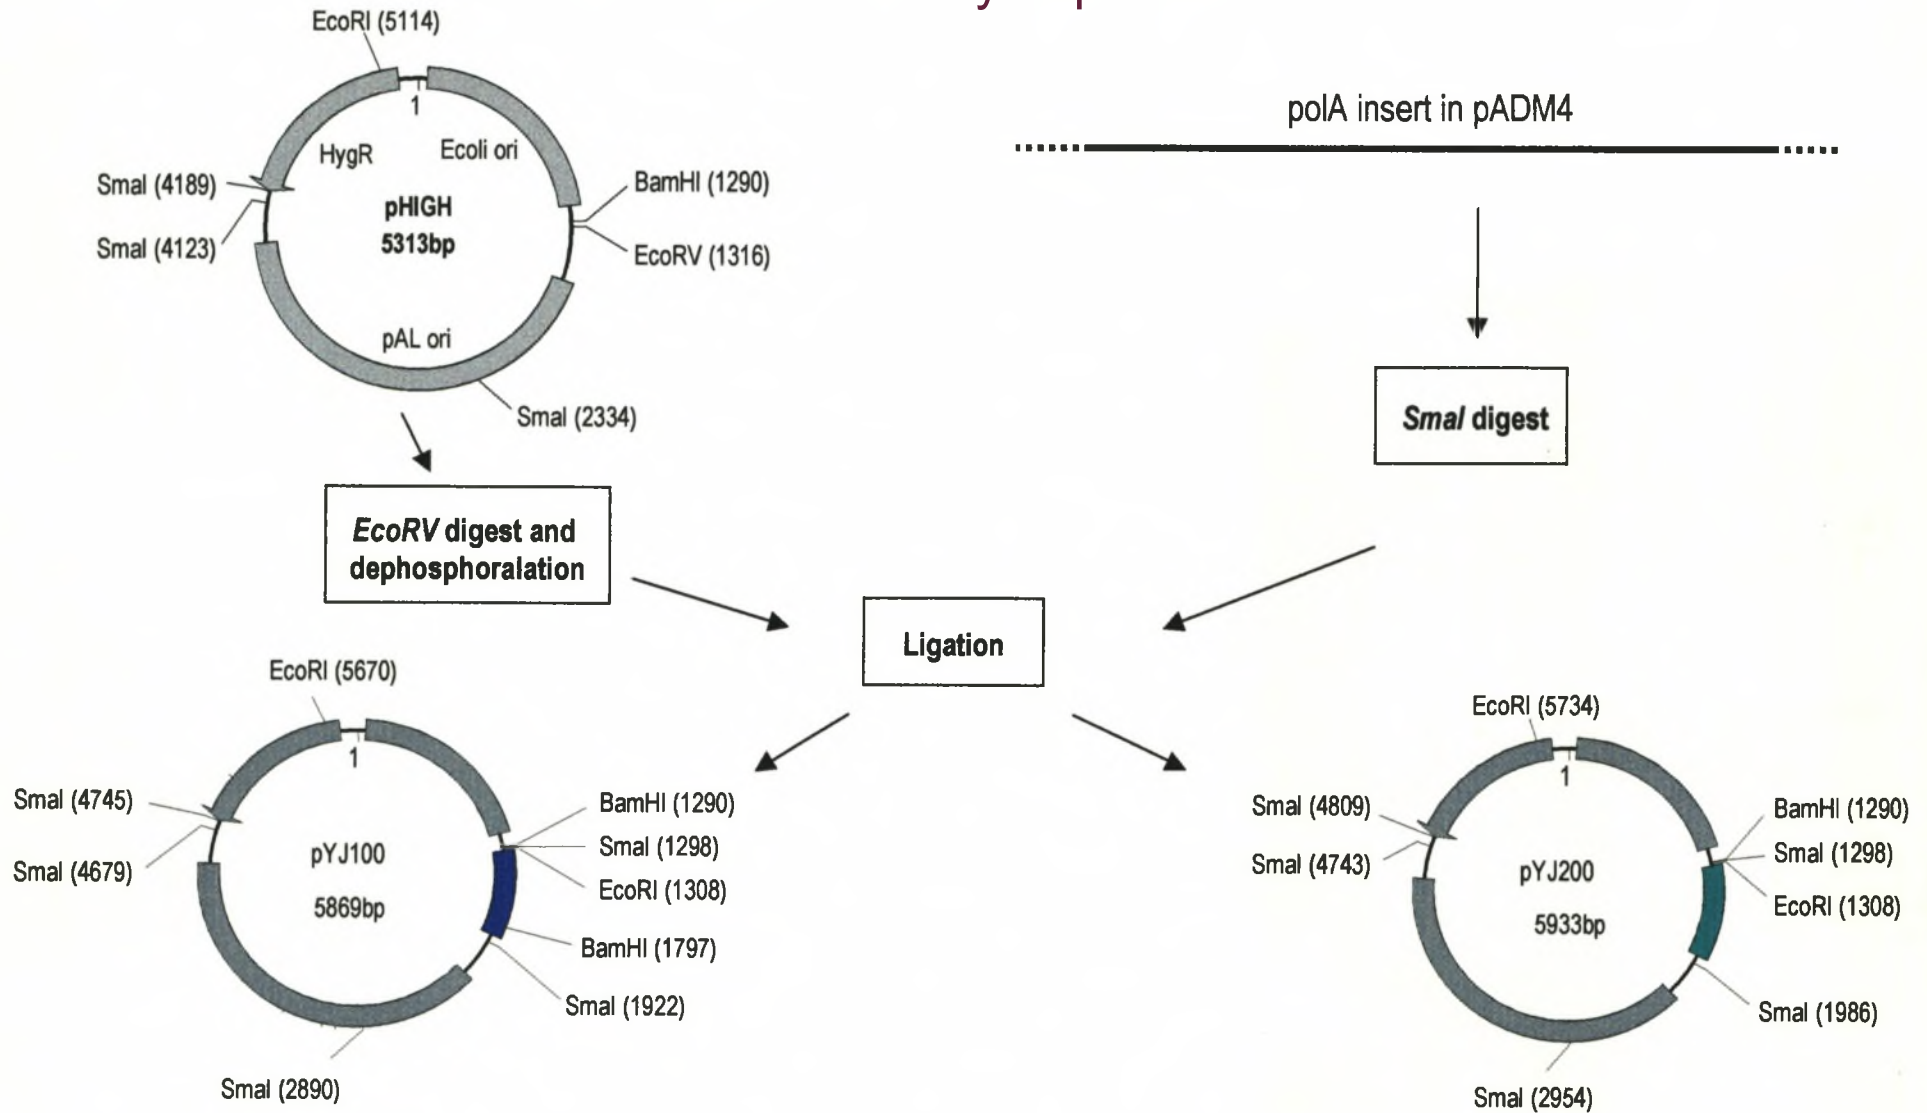 EcoRI (5114)
1
HygR
Ecoli ori
SmaI (4189)
SmaI (4123)
pHIGH
5313bp
BamHI (1290)
EcoRV (1316)
pAL ori
SmaI (2334)
polA insert in pADM4
SmaI digest
EcoRV digest and
dephosphoralation
Ligation
EcoRI (5670)
1
SmaI (4745)
SmaI (4679)
pYJ100
5869bp
BamHI (1290)
SmaI (1298)
EcoRI (1308)
BamHI (1797)
SmaI (1922)
SmaI (2890)
EcoRI (5734)
1
SmaI (4809)
SmaI (4743)
pYJ200
5933bp
BamHI (1290)
SmaI (1298)
EcoRI (1308)
SmaI (1986)
SmaI (2954)